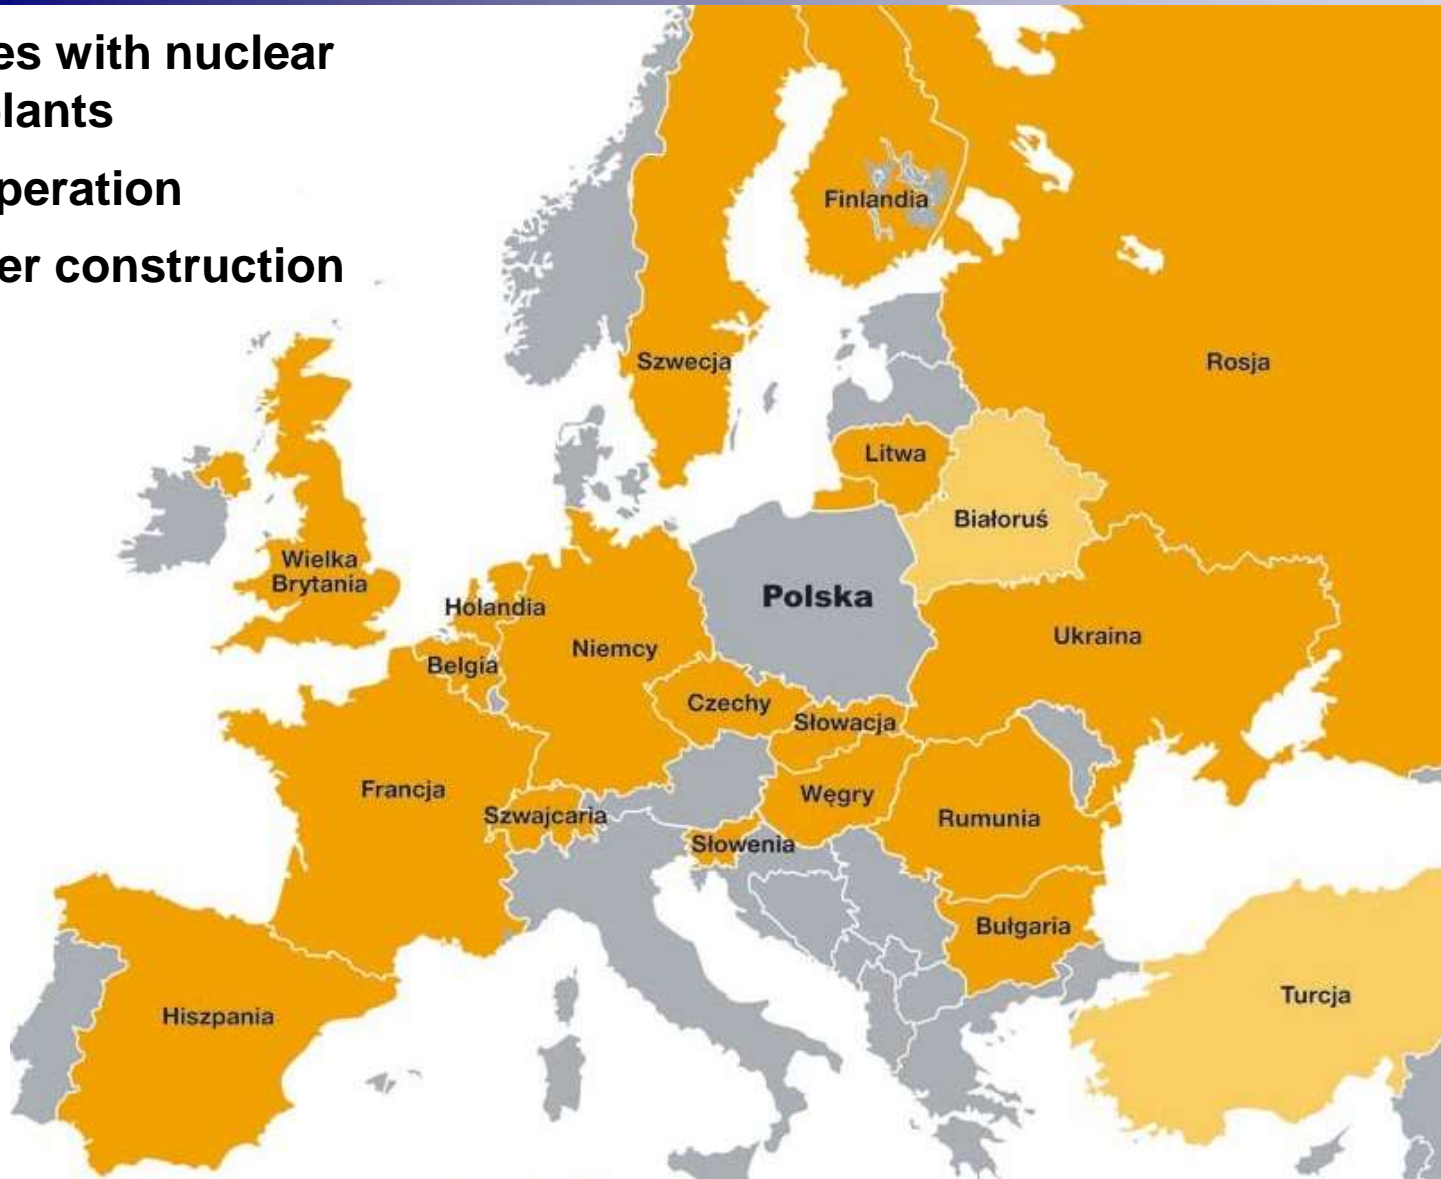 es with nuclear
plants
peration
er construction
Finlandia
Szwecja
Rosja
Litwa
Białoruś
Wielka
Brytania
Polska
Holandia
Ukraina
Niemcy
Belgia
Czechy
Słowacja
Francja
Węgry
Szwajcaria
Rumunia
Słowenia
Bułgaria
Turcja
Hiszpania